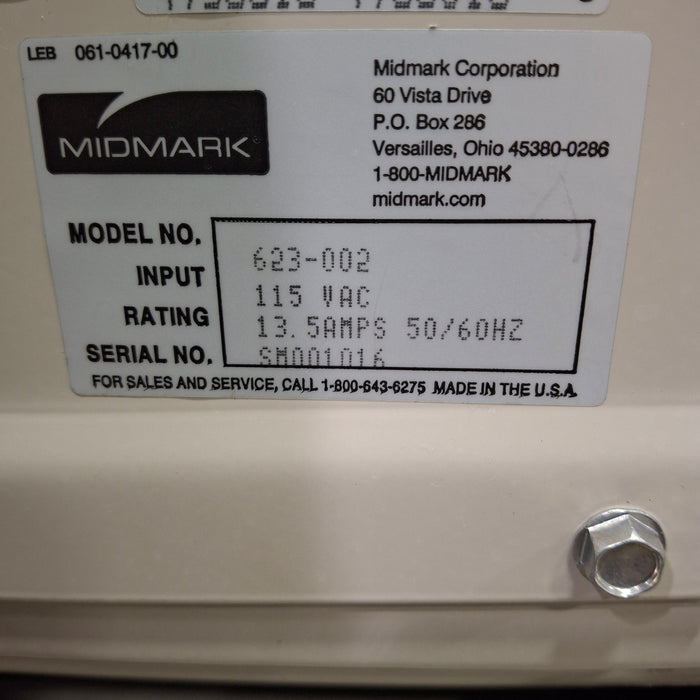 LEB 061-0417-00
MIDMARK
Midmark Corporation
60 Vista Drive
P.O. Box 286
Versailles, Ohio 45380-0286
1-800-MIDMARK
midmark.com
MODEL NO. 623-002
INPUT 115 VAC
RATING 13.5AMPS 50/60HZ
SERIAL NO. SM001016
FOR SALES AND SERVICE, CALL 1-800-643-6275 MADE IN THE U.S.A